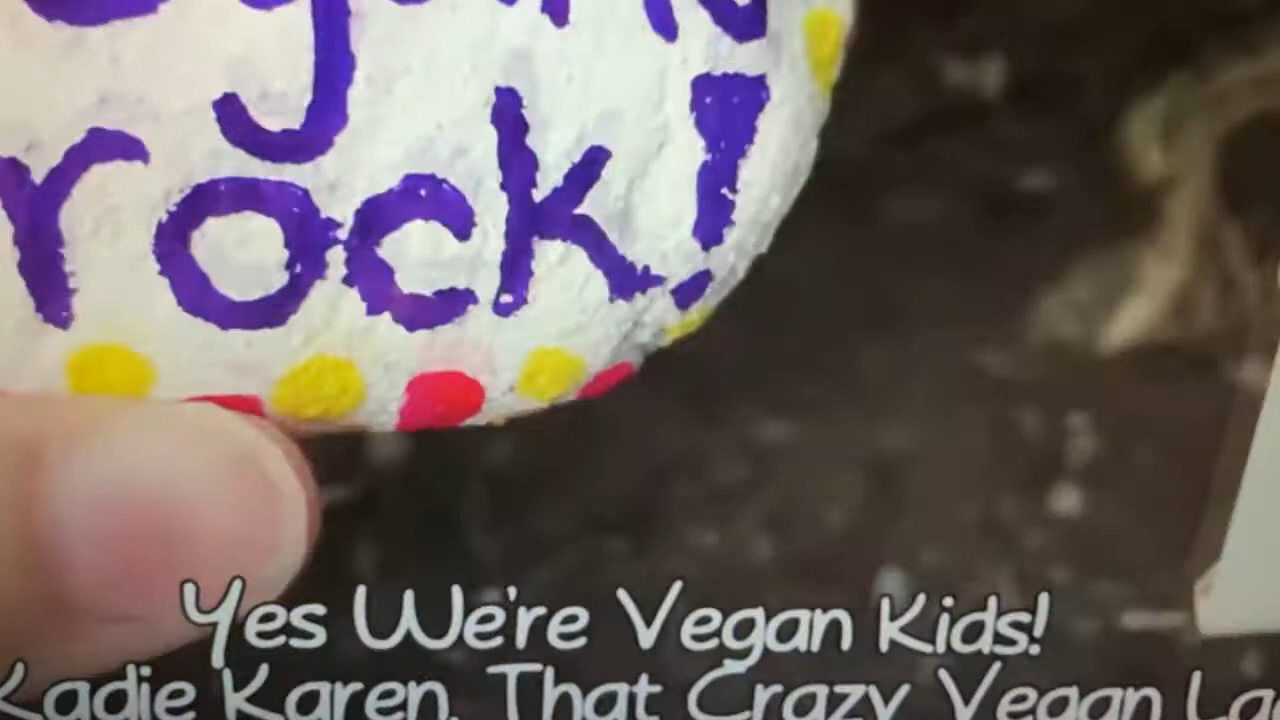 rock!
Yes We're Vegan Kids!
Kadie Karen, That Crazy Vegan